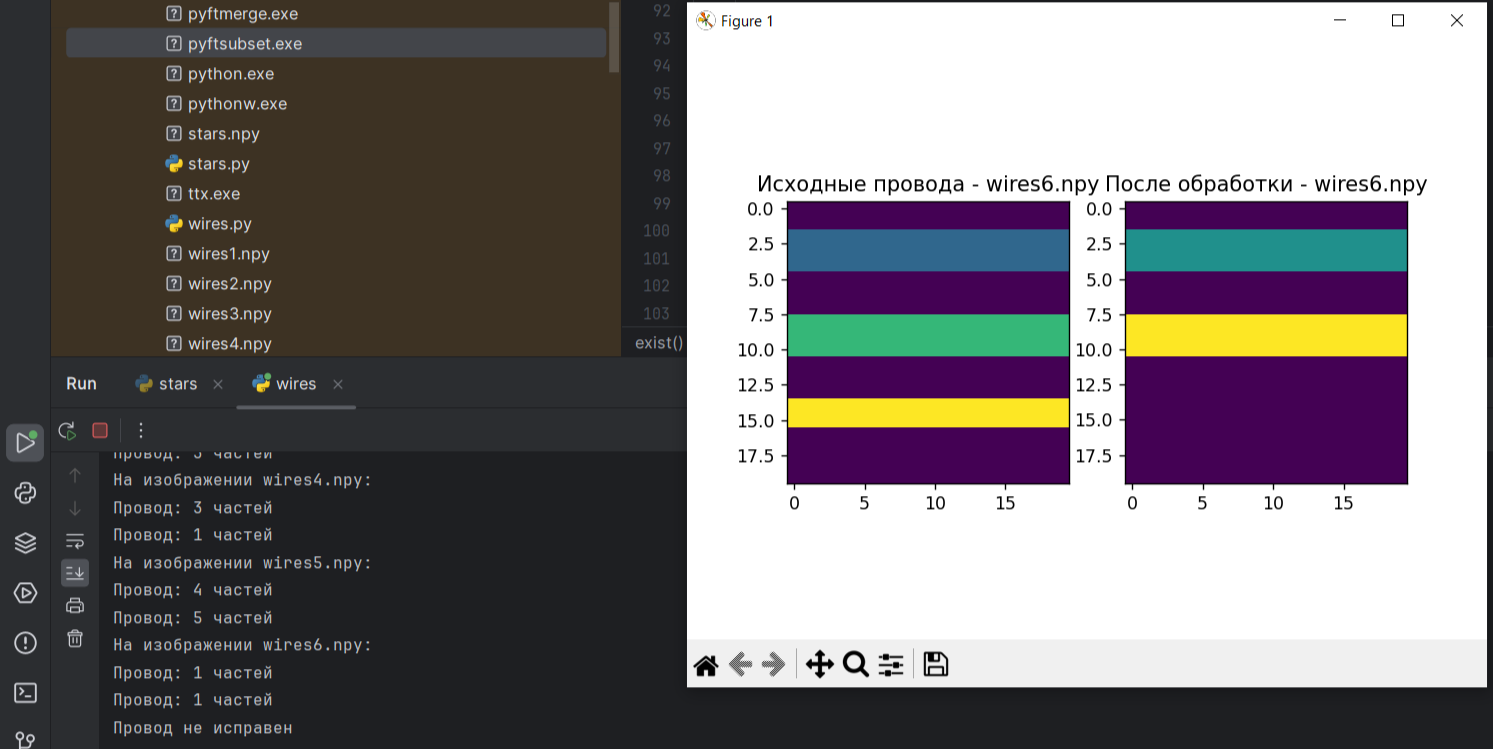 pyftmerge.exe
pyftsubset.exe
python.exe
pythonw.exe
stars.npy
stars.py
ttx.exe
wires.py
wires1.npy
wires2.npy
wires3.npy
wires4.npy
92
93
94
95
96
97
98
99
100
101
102
103
exist()
Run
stars
wires
Провод: 3 частей
На изображении wires4.npy:
Провод: 3 частей
Провод: 1 частей
На изображении wires5.npy:
Провод: 4 частей
Провод: 5 частей
На изображении wires6.npy:
Провод: 1 частей
Провод: 1 частей
Провод не исправен
Figure 1
Исходные провода - wires6.npy
0.0
2.5
5.0
7.5
10.0
12.5
15.0
17.5
0 5 10 15
После обработки - wires6.npy
0.0
2.5
5.0
7.5
10.0
12.5
15.0
17.5
0 5 10 15